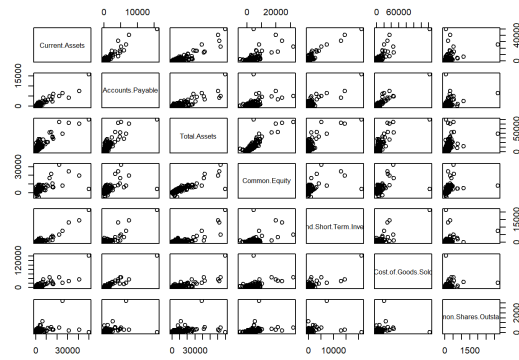 0 10000
0 20000
0 60000
Current.Assets
0 40000
0 15000
Accounts.Payable
Total.Assets
0 50000
0 30000
Common.Equity
nd.Short.Term.Inve
0 15000
0 120000
Cost.of.Goods.Sold
non.Shares.Outsta
0 2000
0 30000
0 50000
0 10000
0 1500